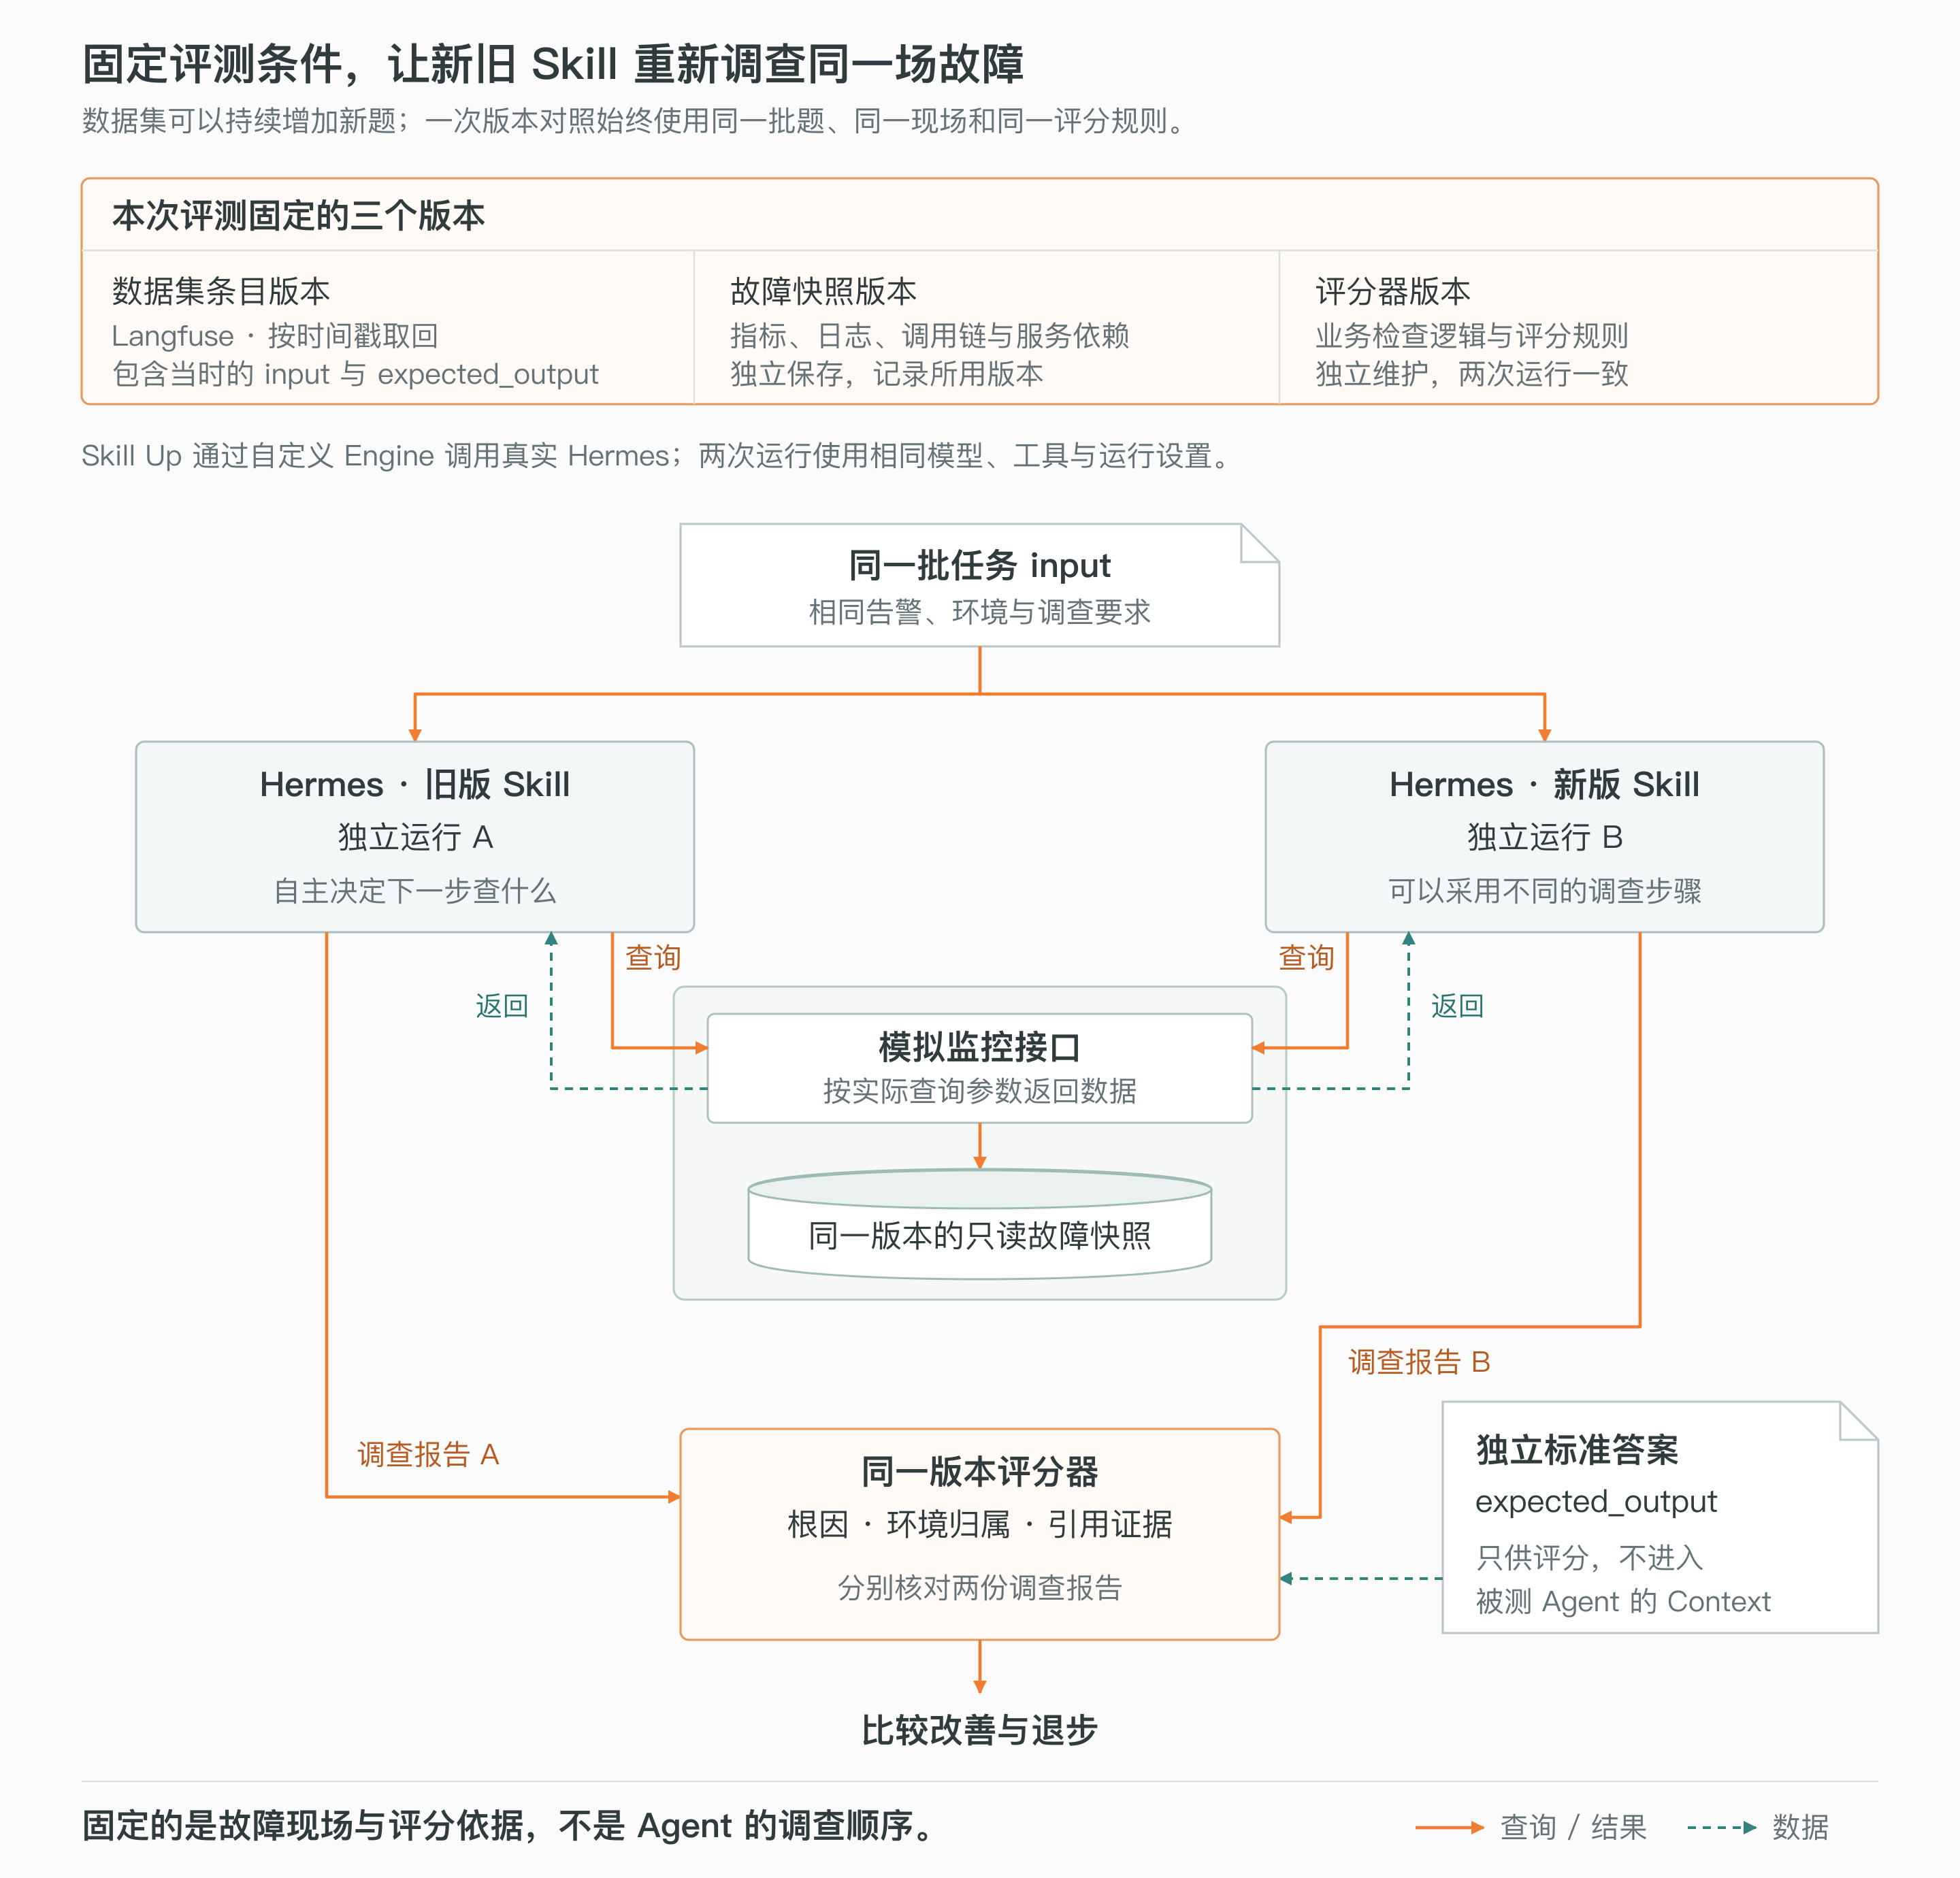 固定评测条件，让新旧 Skill 重新调查同一场故障
数据集可以持续增加新题；一次版本对照始终使用同一批题、同一现场和同一评分规则。
本次评测固定的三个版本
数据集条目版本
Langfuse · 按时间戳取回
包含当时的 input 与 expected_output
故障快照版本
指标、日志、调用链与服务依赖
独立保存，记录所用版本
评分器版本
业务检查逻辑与评分规则
独立维护，两次运行一致
Skill Up 通过自定义 Engine 调用真实 Hermes；两次运行使用相同模型、工具与运行设置。
同一批任务 input
相同告警、环境与调查要求
Hermes · 旧版 Skill
独立运行 A
自主决定下一步查什么
Hermes · 新版 Skill
独立运行 B
可以采用不同的调查步骤
查询
查询
返回
返回
模拟监控接口
按实际查询参数返回数据
同一版本的只读故障快照
调查报告 B
调查报告 A
同一版本评分器
根因 · 环境归属 · 引用证据
分别核对两份调查报告
独立标准答案
expected_output
只供评分，不进入
被测 Agent 的 Context
比较改善与退步
固定的是故障现场与评分依据，不是 Agent 的调查顺序。
查询 / 结果
数据